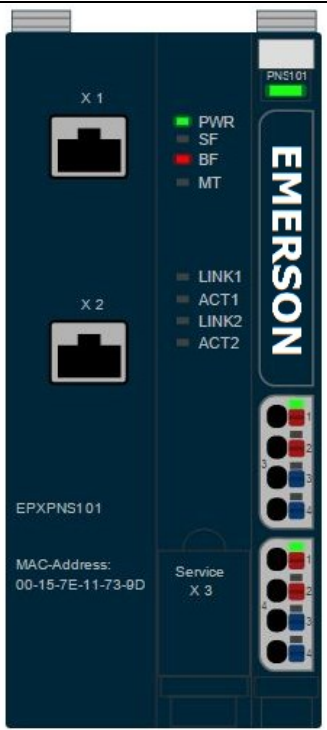 PNS101
X 1
PWR
SF
BF
MT
EMERSON
LINK1
ACT1
LINK2
ACT2
X 2
1
2
3
3
4
EPXPNS101
MAC-Address:
00-15-7E-11-73-9D
Service
X 3
1
2
4
3
4